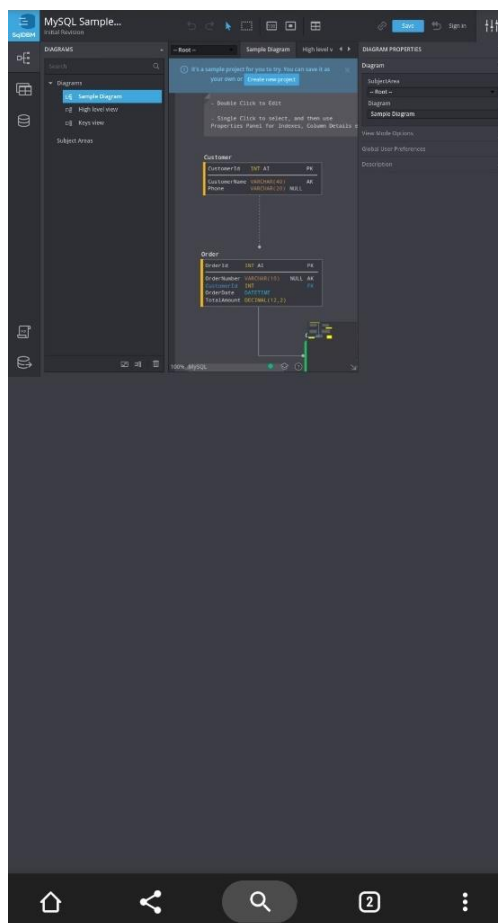 SqlDBM
MySQL Sample...
Initial Revision
Save
Sign in
DIAGRAMS
Search
Diagrams
Sample Diagram
High level view
Keys view
Subject Areas
-- Root --
Sample Diagram
High level v
It's a sample project for you to try. You can save it as
your own or Create new project
- Double Click to Edit
- Single Click to select, and then use
Properties Panel for Indexes, Column Details
Customer
CustomerId INT AI PK
CustomerName VARCHAR(40) AK
Phone VARCHAR(20) NULL
Order
OrderId INT AI PK
OrderNumber VARCHAR(10) NULL AK
CustomerId INT FK
OrderDate DATETIME
TotalAmount DECIMAL(12,2)
100% MySQL
DIAGRAM PROPERTIES
Diagram
SubjectArea
-- Root --
Diagram
Sample Diagram
View Mode Options
Global User Preferences
Description
2